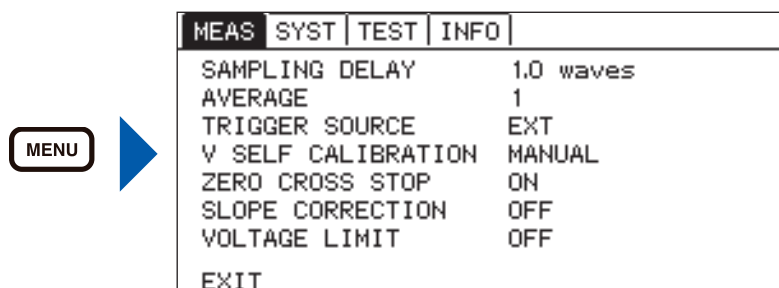 MENU
MEAS SYST TEST INFO
SAMPLING DELAY 1.0 waves
AVERAGE 1
TRIGGER SOURCE EXT
V SELF CALIBRATION MANUAL
ZERO CROSS STOP ON
SLOPE CORRECTION OFF
VOLTAGE LIMIT OFF
EXIT